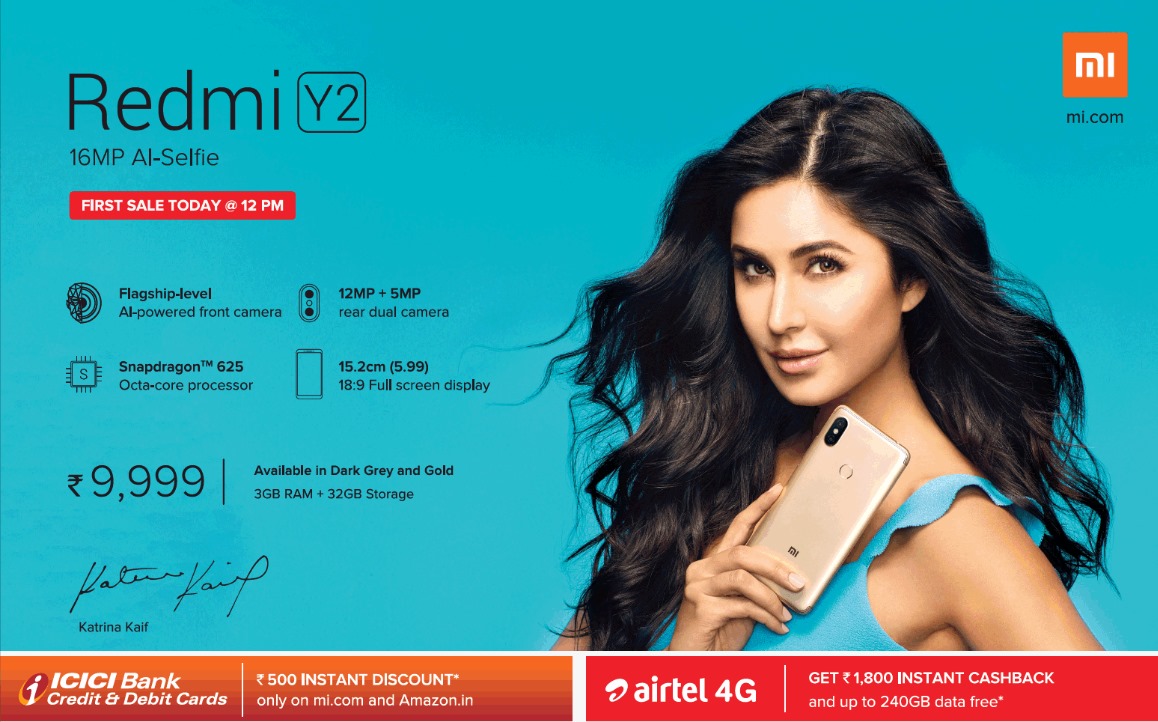 Redmi Y2
16MP AI-Selfie
FIRST SALE TODAY @ 12 PM
mi
mi.com
Flagship-level
AI-powered front camera
12MP + 5MP
rear dual camera
S
Snapdragon™ 625
Octa-core processor
15.2cm (5.99)
18:9 Full screen display
₹ 9,999
Available in Dark Grey and Gold
3GB RAM + 32GB Storage
Katrina Kaif
Katrina Kaif
mi
i ICICI Bank
Credit & Debit Cards
₹ 500 INSTANT DISCOUNT*
only on mi.com and Amazon.in
airtel 4G
GET ₹ 1,800 INSTANT CASHBACK
and up to 240GB data free*